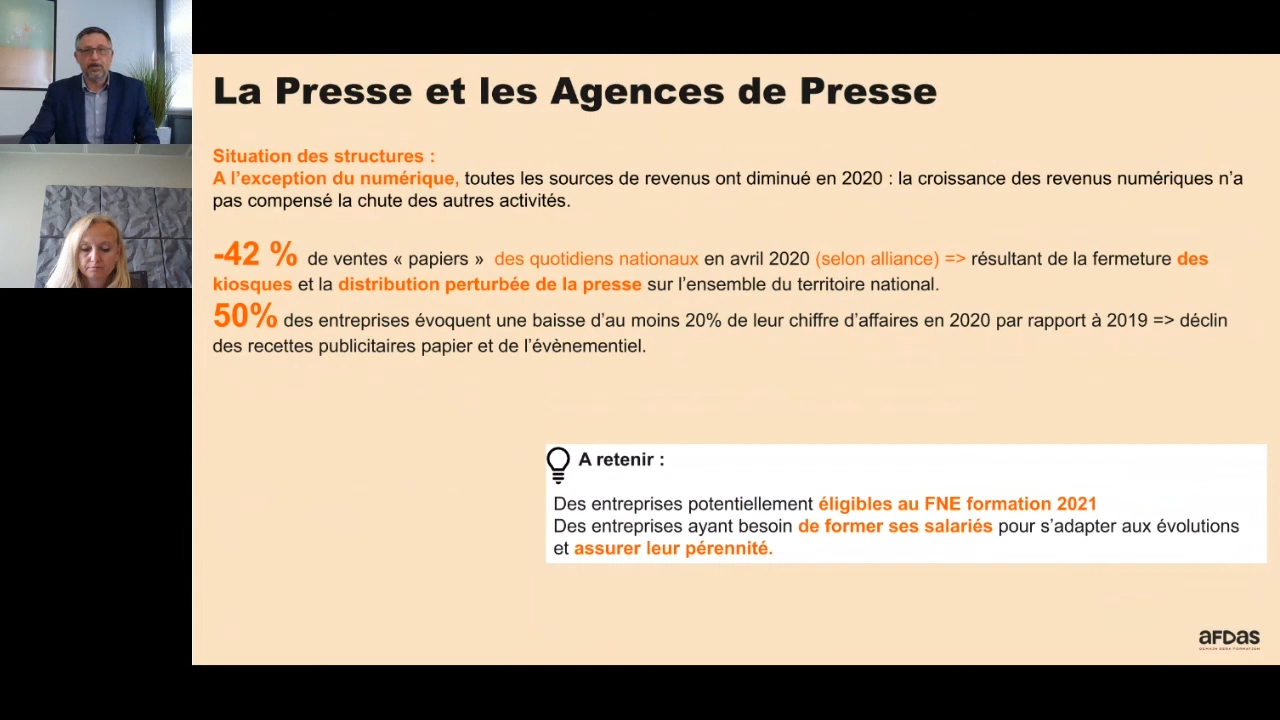 La Presse et les Agences de Presse
Situation des structures :
A l’exception du numérique, toutes les sources de revenus ont diminué en 2020 : la croissance des revenus numériques n’a
pas compensé la chute des autres activités.
-42 % de ventes « papiers » des quotidiens nationaux en avril 2020 (selon alliance) => résultant de la fermeture des
kiosques et la distribution perturbée de la presse sur l’ensemble du territoire national.
50% des entreprises évoquent une baisse d’au moins 20% de leur chiffre d’affaires en 2020 par rapport à 2019 => déclin
des recettes publicitaires papier et de l’évènementiel.
A retenir :
Des entreprises potentiellement éligibles au FNE formation 2021
Des entreprises ayant besoin de former ses salariés pour s’adapter aux évolutions
et assurer leur pérennité.
afdas